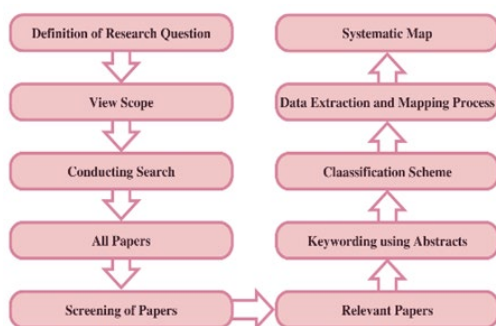 Definition of Research Question
View Scope
Conducting Search
All Papers
Screening of Papers
Relevant Papers
Keywording using Abstracts
Claassification Scheme
Data Extraction and Mapping Process
Systematic Map